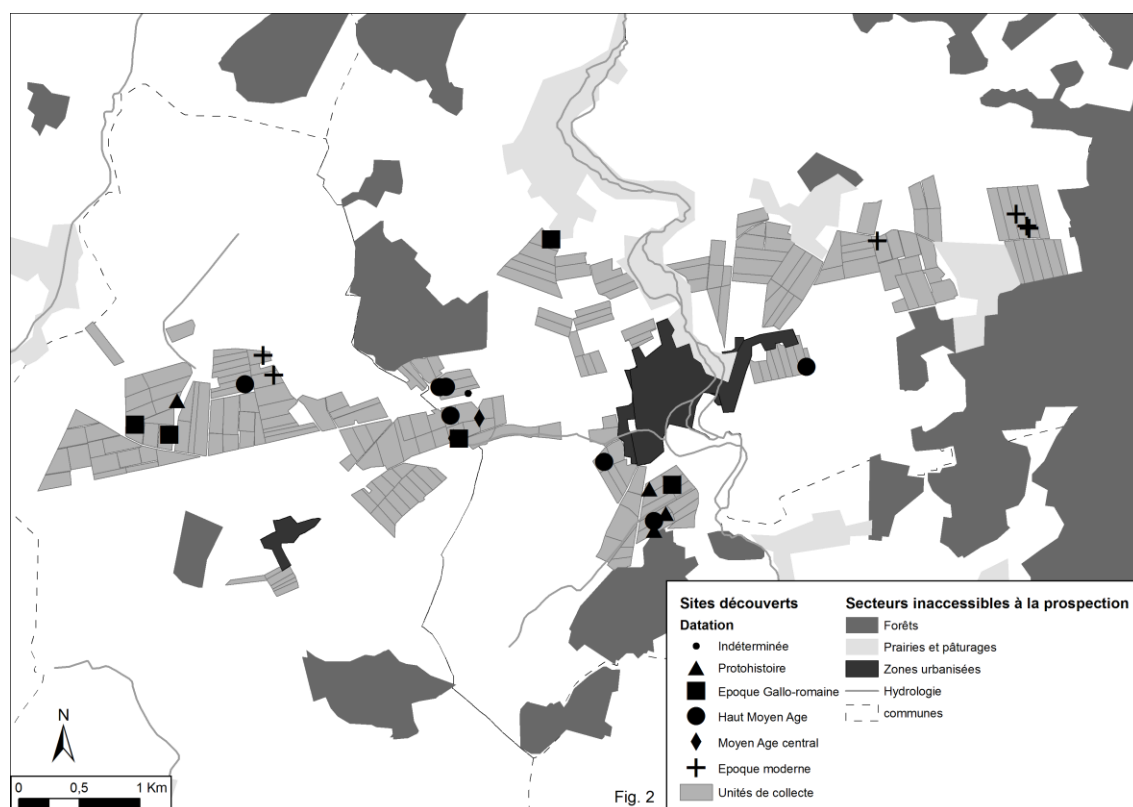 Sites découverts
Datation
Indéterminée
Protohistoire
Epoque Gallo-romaine
Haut Moyen Age
Moyen Age central
Epoque moderne
Unités de collecte
Secteurs inaccessibles à la prospection
Forêts
Prairies et pâturages
Zones urbanisées
Hydrologie
communes
N
0 0,5 1 Km
Fig. 2